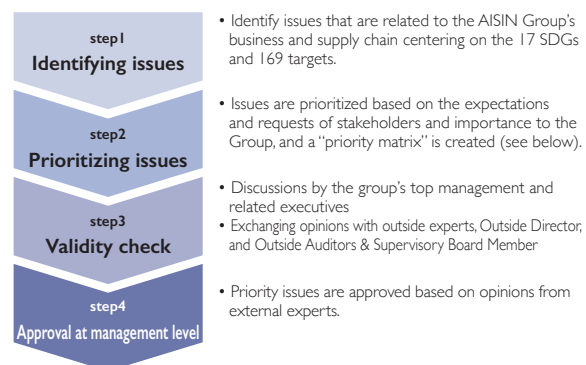 step1
Identifying issues
• Identify issues that are related to the AISIN Group's
business and supply chain centering on the 17 SDGs
and 169 targets.
step2
Prioritizing issues
• Issues are prioritized based on the expectations
and requests of stakeholders and importance to the
Group, and a “priority matrix” is created (see below).
step3
Validity check
• Discussions by the group's top management and
related executives
• Exchanging opinions with outside experts, Outside Director,
and Outside Auditors & Supervisory Board Member
step4
Approval at management level
• Priority issues are approved based on opinions from
external experts.